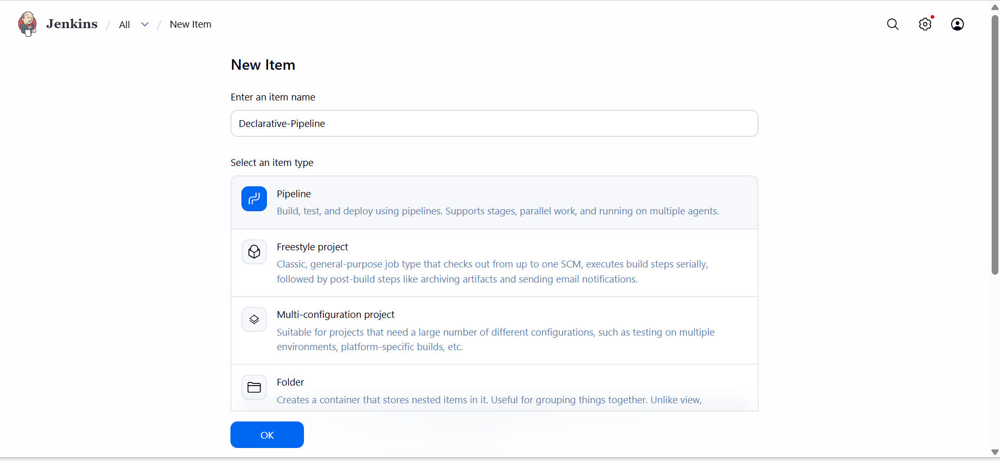 Jenkins / All / New Item
New Item
Enter an item name
Declarative-Pipeline
Select an item type
Pipeline
Build, test, and deploy using pipelines. Supports stages, parallel work, and running on multiple agents.
Freestyle project
Classic, general-purpose job type that checks out from up to one SCM, executes build steps serially,
followed by post-build steps like archiving artifacts and sending email notifications.
Multi-configuration project
Suitable for projects that need a large number of different configurations, such as testing on multiple
environments, platform-specific builds, etc.
Folder
Creates a container that stores nested items in it. Useful for grouping things together. Unlike view,
OK